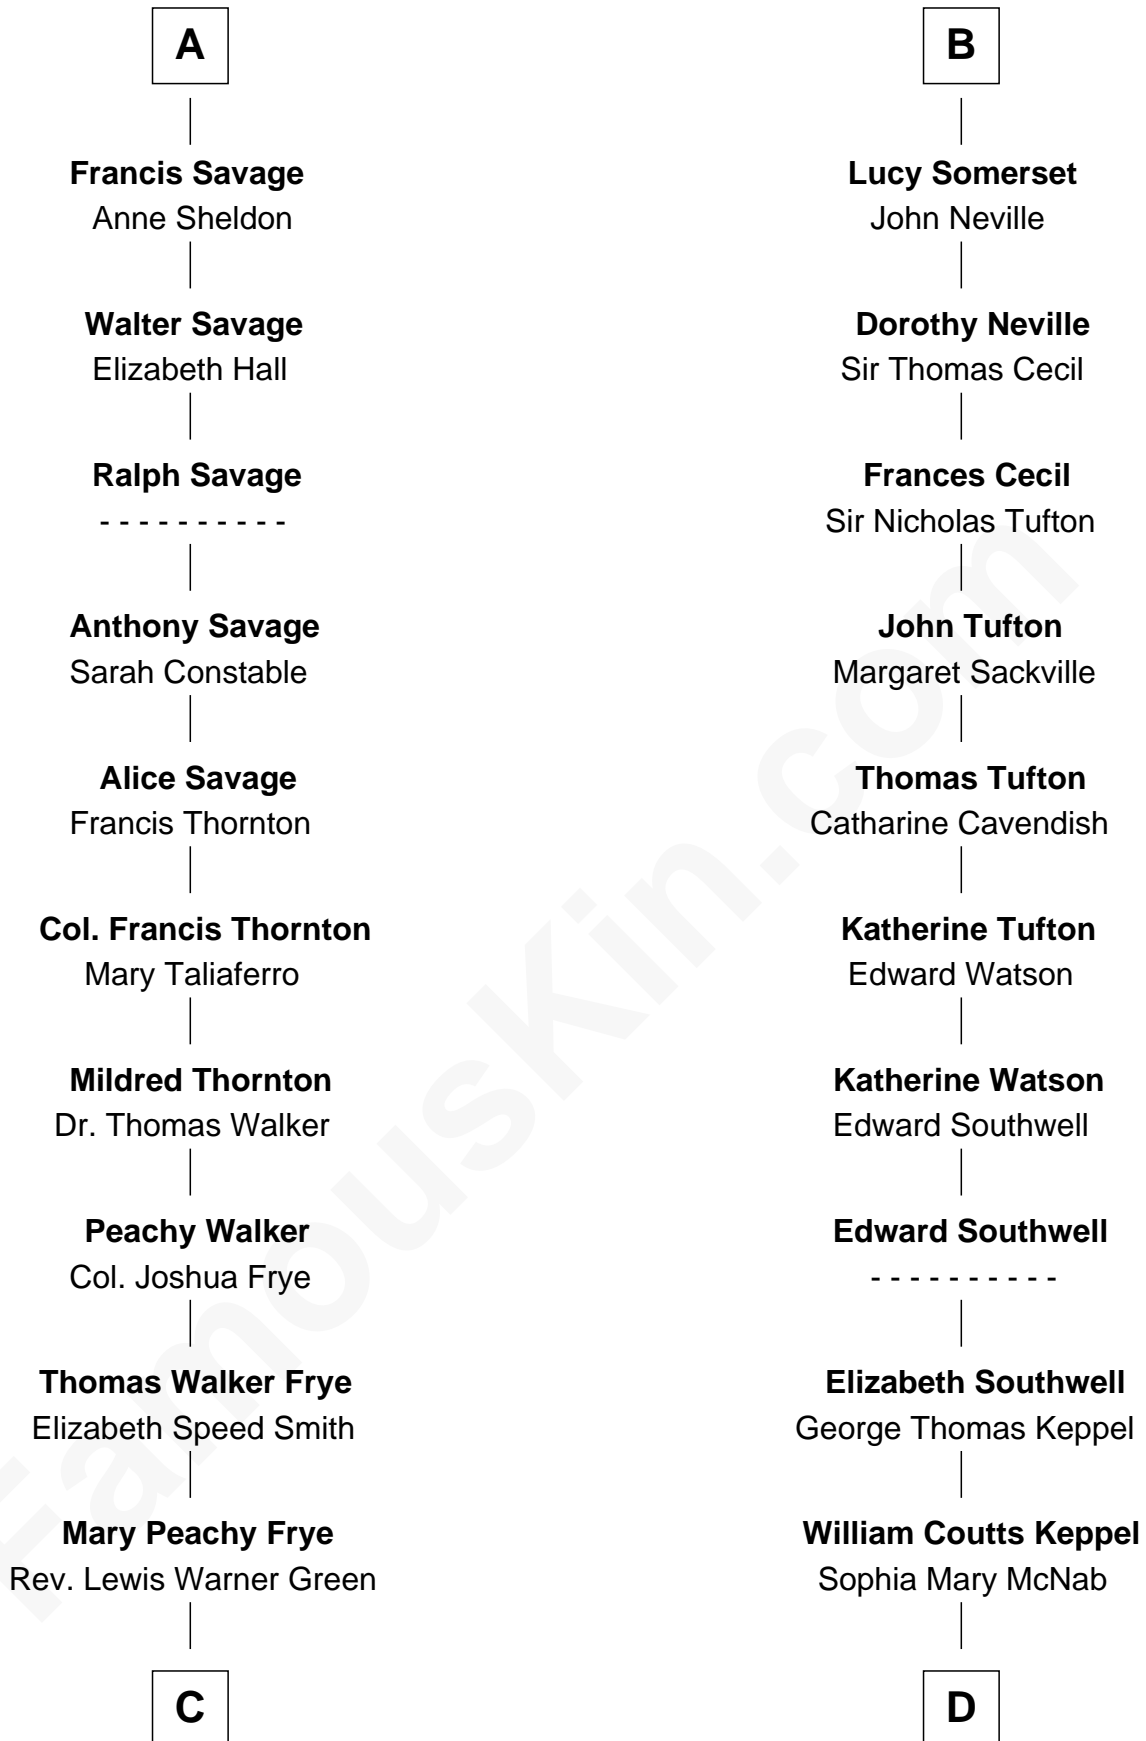 A
Francis Savage
Anne Sheldon
Walter Savage
Elizabeth Hall
Ralph Savage
- - - - - - - - - -
Anthony Savage
Sarah Constable
Alice Savage
Francis Thornton
Col. Francis Thornton
Mary Taliaferro
Mildred Thornton
Dr. Thomas Walker
Peachy Walker
Col. Joshua Frye
Thomas Walker Frye
Elizabeth Speed Smith
Mary Peachy Frye
Rev. Lewis Warner Green
C
B
Lucy Somerset
John Neville
Dorothy Neville
Sir Thomas Cecil
Frances Cecil
Sir Nicholas Tufton
John Tufton
Margaret Sackville
Thomas Tufton
Catharine Cavendish
Katherine Tufton
Edward Watson
Katherine Watson
Edward Southwell
Edward Southwell
- - - - - - - - - -
Elizabeth Southwell
George Thomas Keppel
William Coutts Keppel
Sophia Mary McNab
D
FamousKin.com